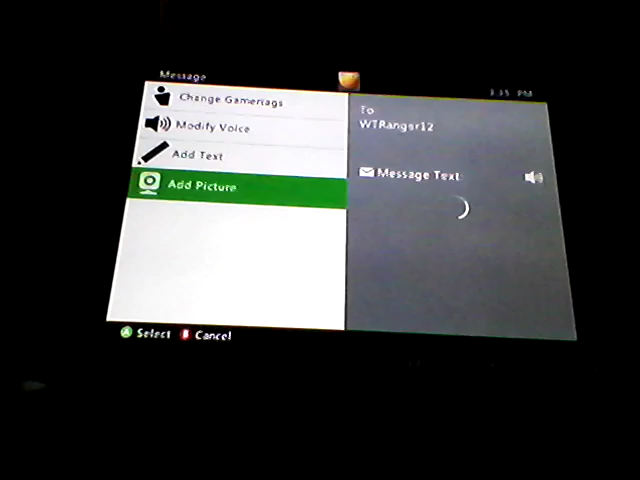 Message
3:35 PM
Change Gamertags
Modify Voice
Add Text
Add Picture
To
WTRanger12
Message Text
A Select B Cancel